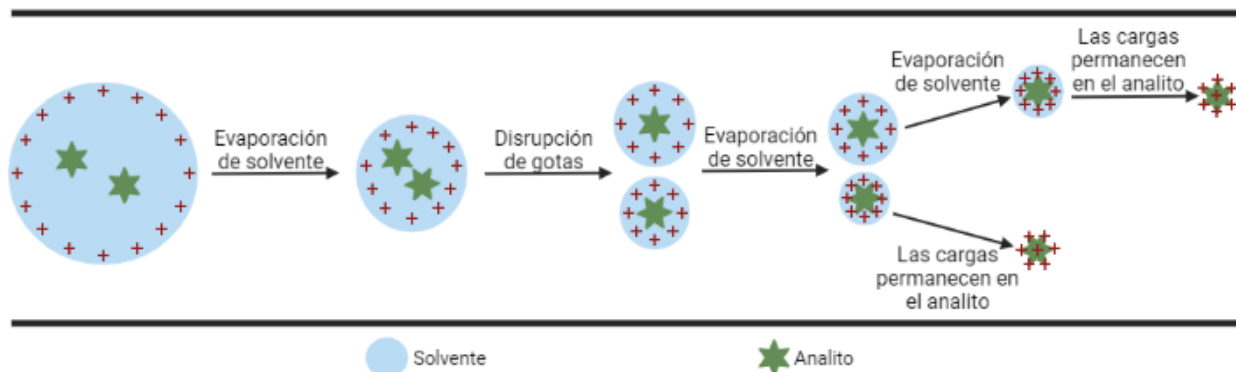 Evaporación
de solvente
Disrupción
de gotas
Evaporación
de solvente
Evaporación
de solvente
Las cargas
permanecen
en el analito
Las cargas
permanecen en
el analito
Solvente
Analito